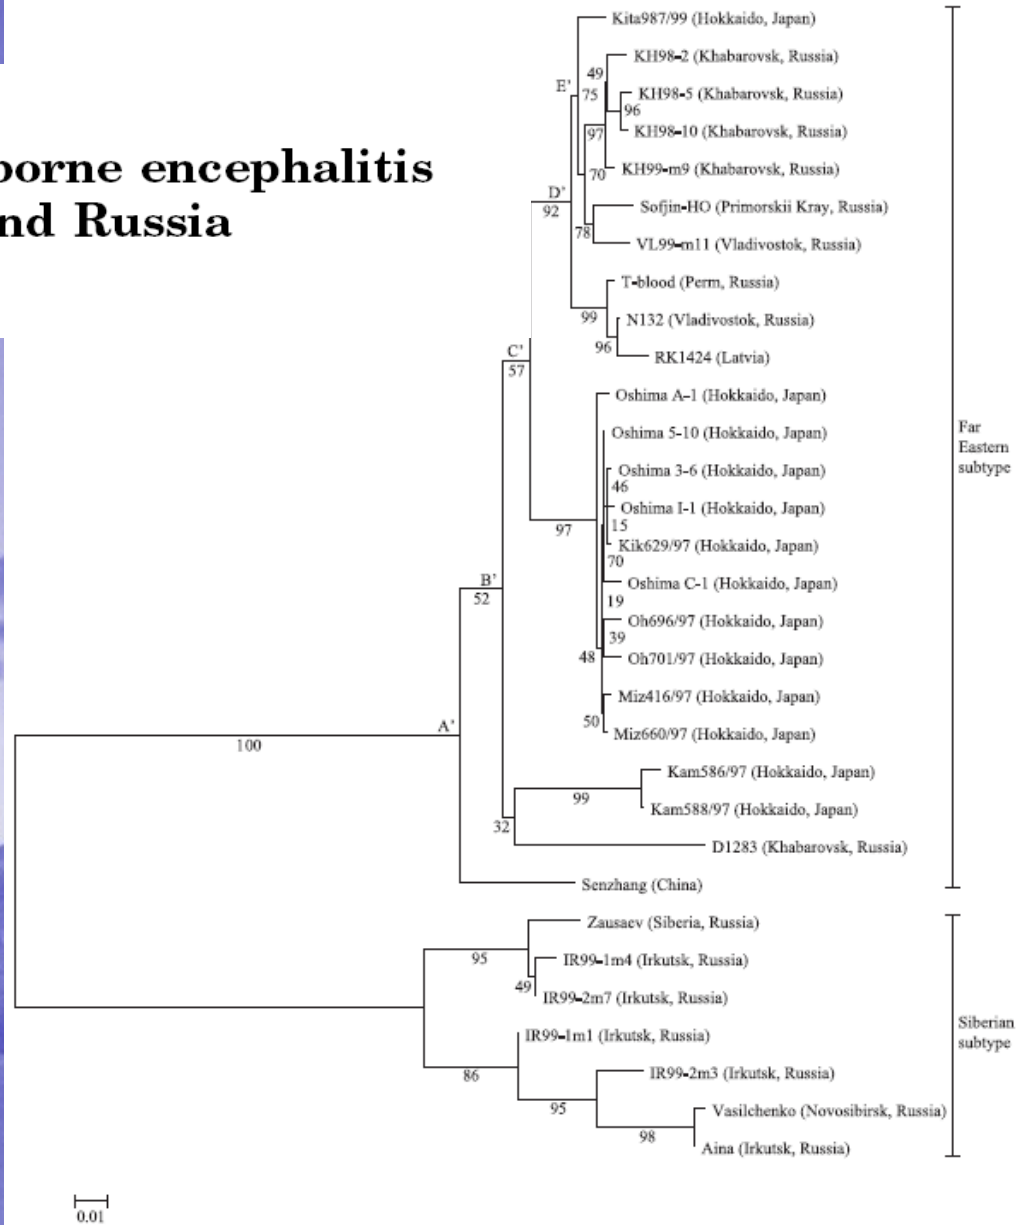 borne encephalitis
nd Russia
Kita987/99 (Hokkaido, Japan)
KH98-2 (Khabarovsk, Russia)
49
E'
75
KH98-5 (Khabarovsk, Russia)
96
KH98-10 (Khabarovsk, Russia)
97
KH99-m9 (Khabarovsk, Russia)
70
D'
92
Sofjin-HO (Primorskii Kray, Russia)
78
VL99-m11 (Vladivostok, Russia)
T-blood (Perm, Russia)
99
N132 (Vladivostok, Russia)
96
RK1424 (Latvia)
C'
57
Oshima A-1 (Hokkaido, Japan)
Oshima 5-10 (Hokkaido, Japan)
Far
Eastern
subtype
Oshima 3-6 (Hokkaido, Japan)
46
Oshima I-1 (Hokkaido, Japan)
15
97
Kik629/97 (Hokkaido, Japan)
70
Oshima C-1 (Hokkaido, Japan)
B'
52
19
Oh696/97 (Hokkaido, Japan)
39
48
Oh701/97 (Hokkaido, Japan)
Miz416/97 (Hokkaido, Japan)
50
Miz660/97 (Hokkaido, Japan)
A'
100
Kam586/97 (Hokkaido, Japan)
99
Kam588/97 (Hokkaido, Japan)
32
D1283 (Khabarovsk, Russia)
Senzhang (China)
Zausaev (Siberia, Russia)
95
IR99-1m4 (Irkutsk, Russia)
49
IR99-2m7 (Irkutsk, Russia)
Siberian
subtype
IR99-1m1 (Irkutsk, Russia)
86
IR99-2m3 (Irkutsk, Russia)
95
Vasilchenko (Novosibirsk, Russia)
98
Aina (Irkutsk, Russia)
0.01